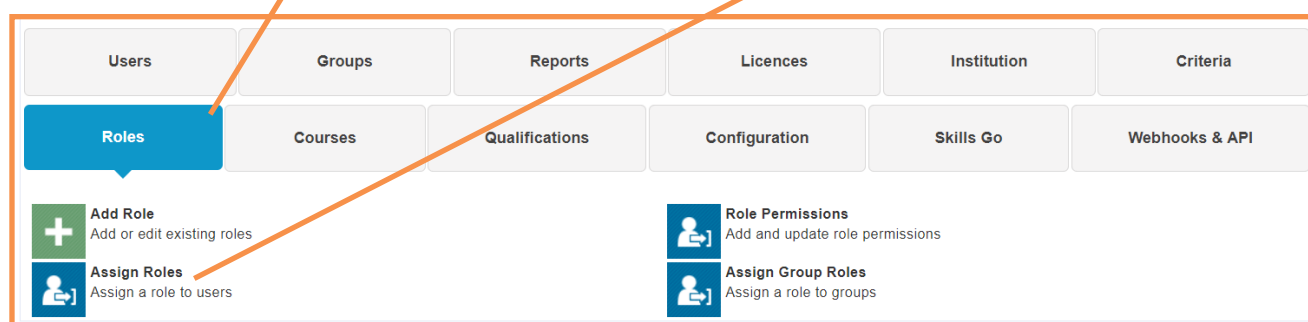 Users Groups Reports Licences Institution Criteria
Roles Courses Qualifications Configuration Skills Go Webhooks & API
Add Role
Add or edit existing roles
Role Permissions
Add and update role permissions
Assign Roles
Assign a role to users
Assign Group Roles
Assign a role to groups